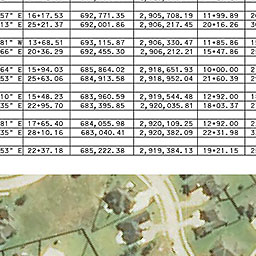 57" E 16+17.53 692,771.35 2,905,708.19 11+99.89
13" E 25+21.37 692,001.86 2,906,217.45 20+16.26
81" W 13+68.51 693,115.87 2,906,330.47 11+85.86
66" E 20+36.29 692,455.30 2,906,212.21 15+47.86
64" E 15+94.03 685,864.02 2,918,651.93 10+00.00
53" E 25+63.06 684,913.58 2,918,952.04 21+60.39
10" E 15+48.23 683,960.59 2,919,544.48 12+92.00
35" E 22+95.70 683,395.85 2,920,035.81 18+03.37
81" E 17+65.40 684,055.98 2,920,109.25 12+92.00
35" E 28+10.16 683,040.41 2,920,382.09 22+31.98
53" E 22+37.18 685,222.38 2,919,384.13 19+21.15